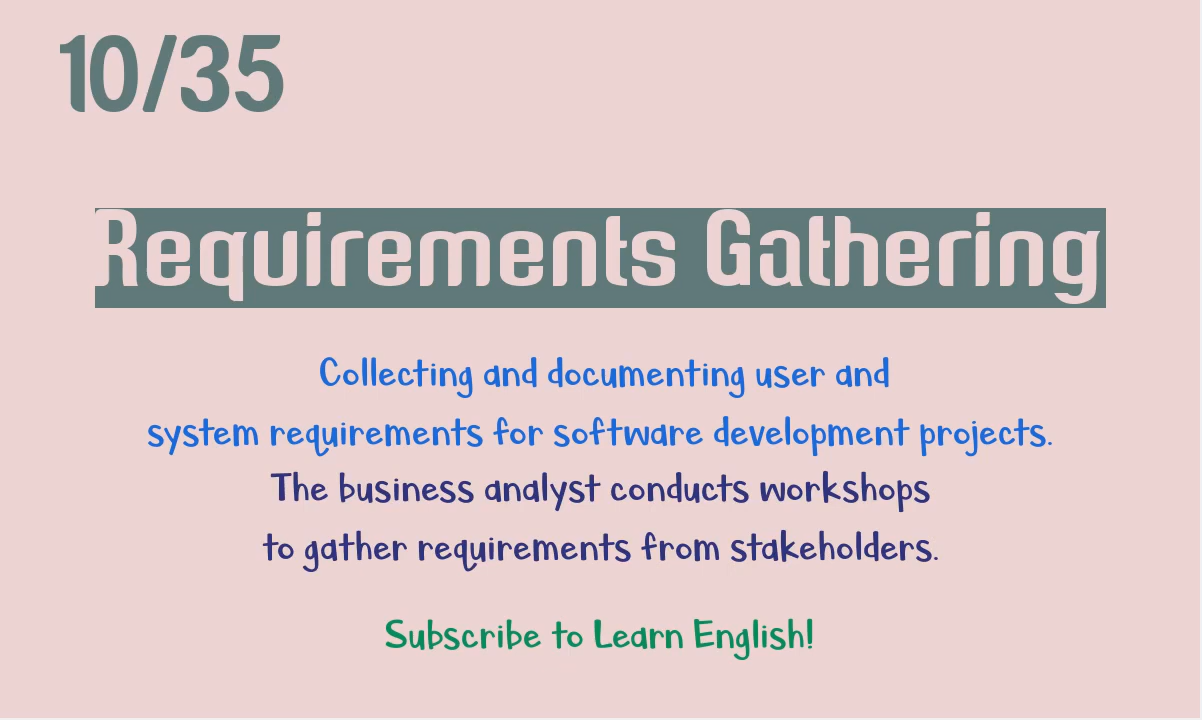 10/35
Requirements Gathering
Collecting and documenting user and
system requirements for software development projects.
The business analyst conducts workshops
to gather requirements from stakeholders.
Subscribe to Learn English!